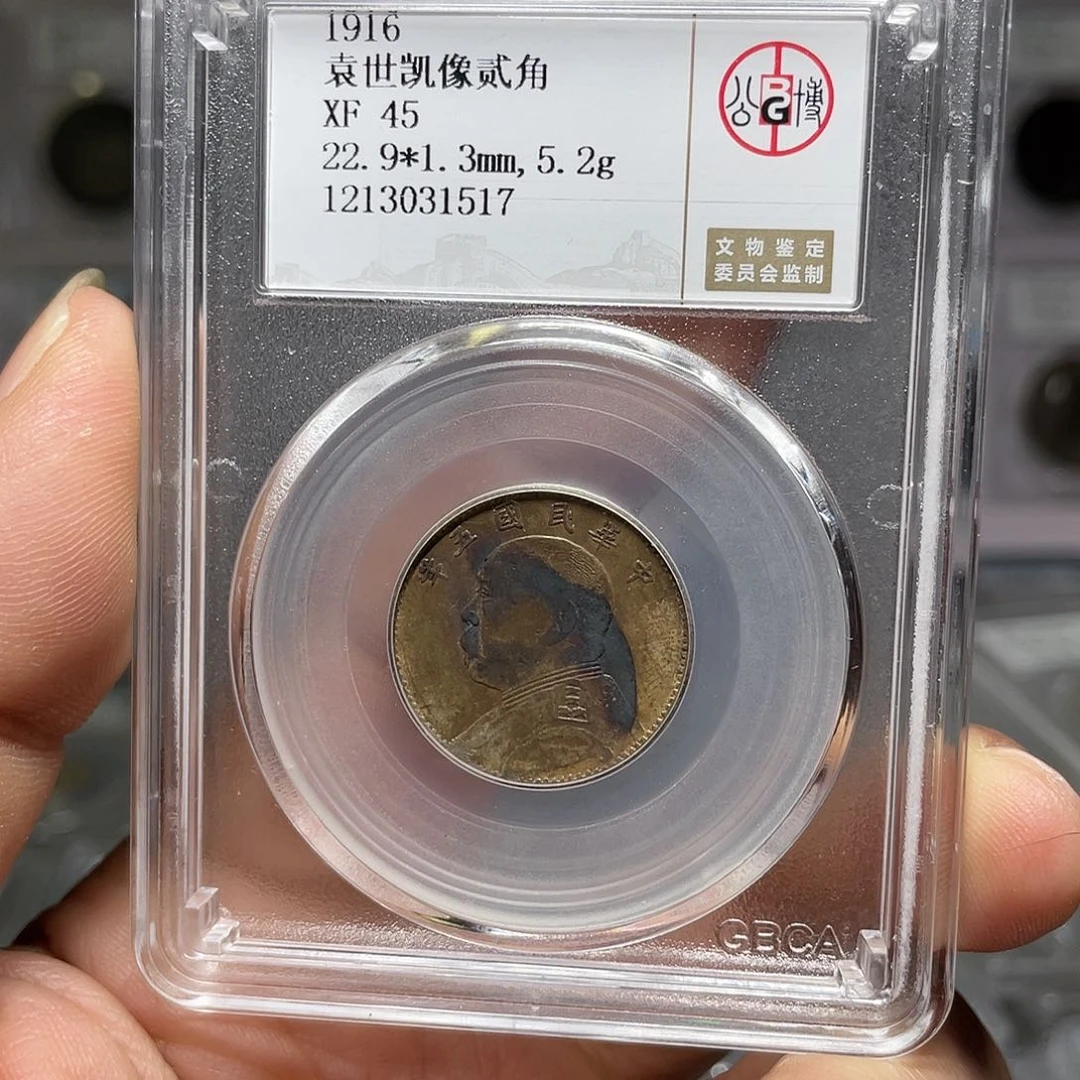 1916
袁世凯像贰角
XF 45
22.9*1.3mm,5.2g
1213031517
公 BG 博
文物鉴定
委员会监制
年五國民華中
GBCA